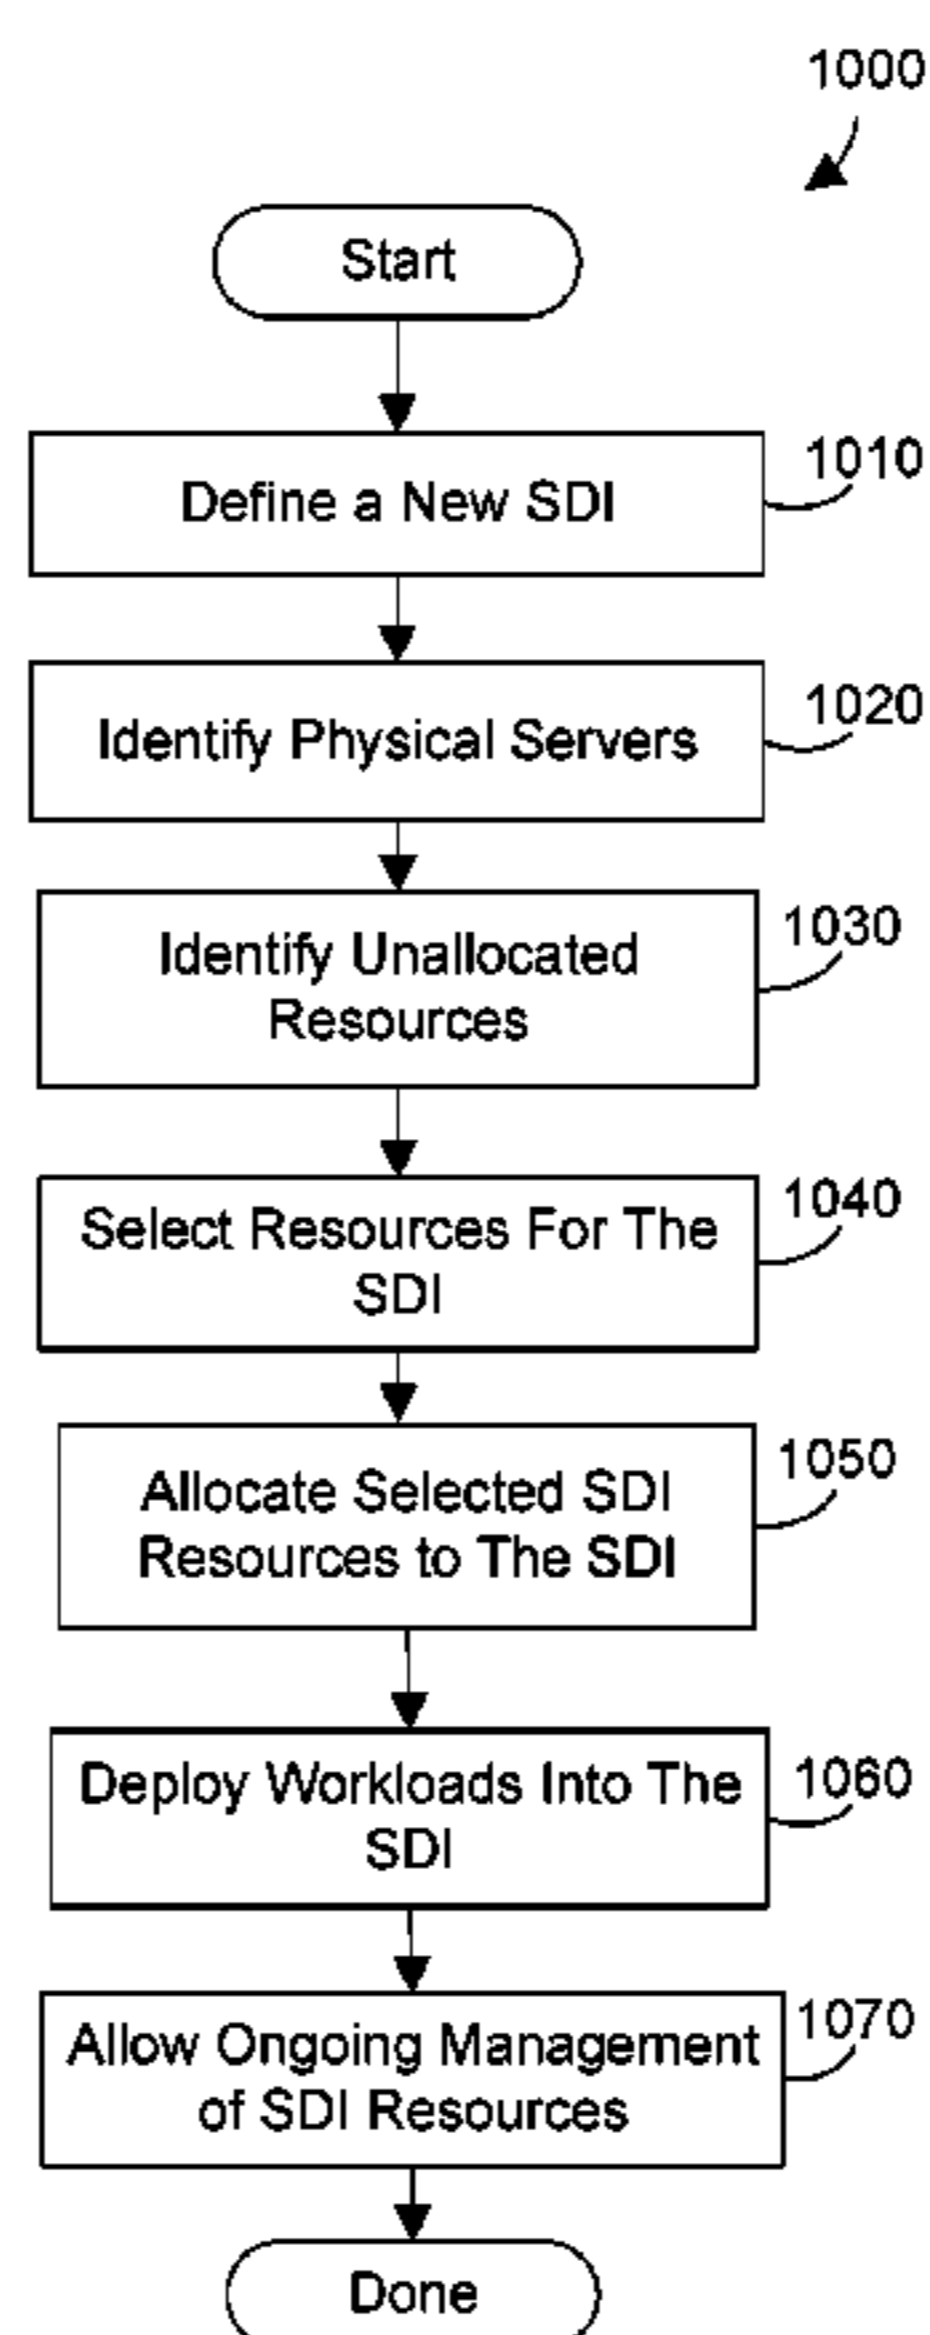 1000
Start
Define a New SDI
1010
Identify Physical Servers
1020
Identify Unallocated
Resources
1030
Select Resources For The
SDI
1040
Allocate Selected SDI
Resources to The SDI
1050
Deploy Workloads Into The
SDI
1060
Allow Ongoing Management
of SDI Resources
1070
Done